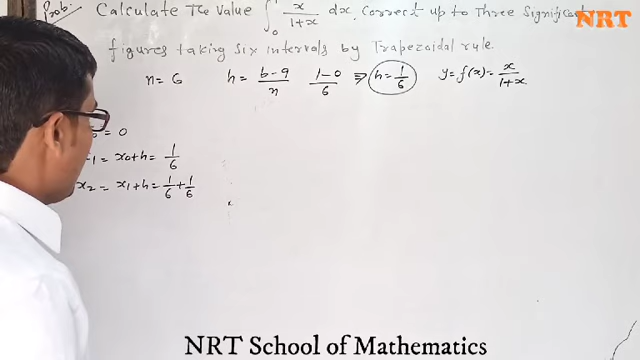 Prob: Calculate The Value ∫₀¹ x/(1+x) dx. Correct up to Three Significant
NRT
figures taking Six intervals by Trapezoidal rule.
n = 6 h = (b-a)/n (1-0)/6 ⇒ h = 1/6 y = f(x) = x/(1+x)
= 0
= x₀+h = 1/6
x₂ = x₁+h = 1/6 + 1/6
NRT School of Mathematics